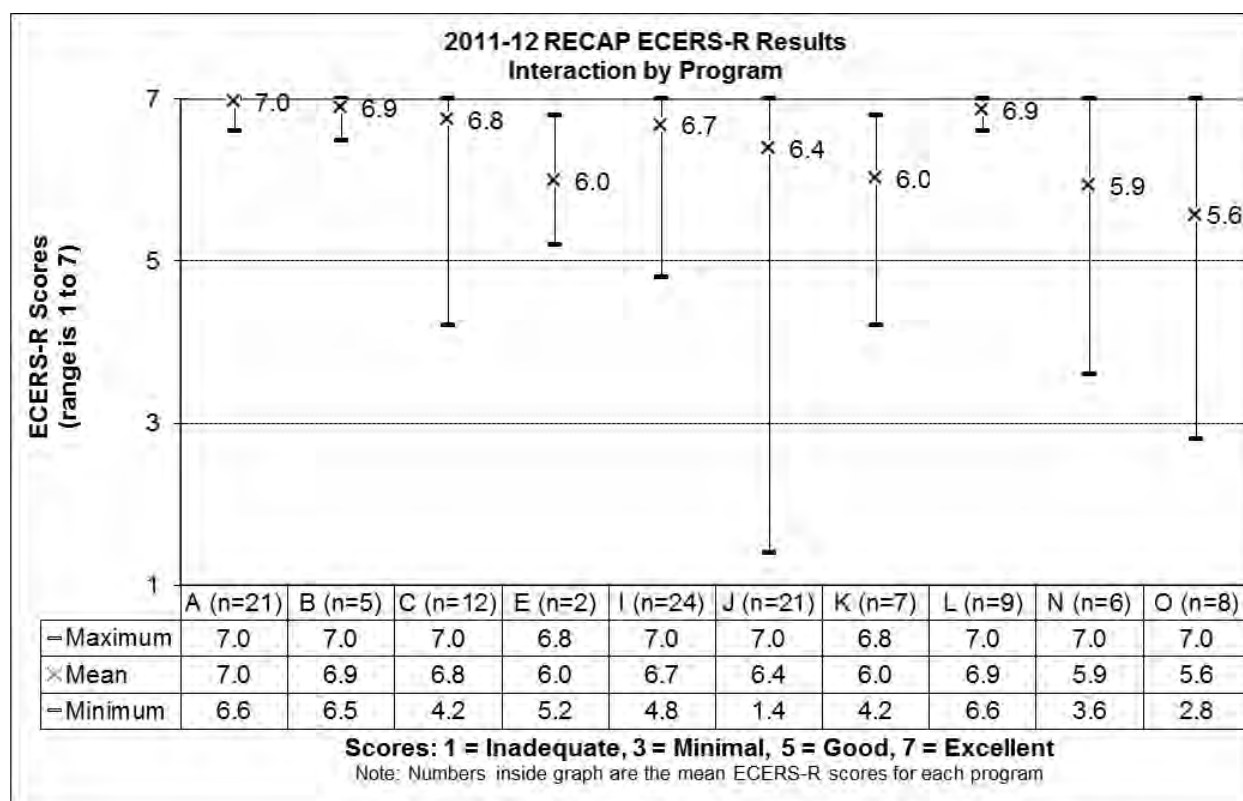 2011-12 RECAP ECERS-R Results
Interaction by Program
ECERS-R Scores
(range is 1 to 7)
7
5
3
1
7.0
6.9
6.8
6.0
6.7
6.4
6.0
6.9
5.9
5.6
A (n=21) B (n=5) C (n=12) E (n=2) I (n=24) J (n=21) K (n=7) L (n=9) N (n=6) O (n=8)
Maximum 7.0 7.0 7.0 6.8 7.0 7.0 6.8 7.0 7.0 7.0
Mean 7.0 6.9 6.8 6.0 6.7 6.4 6.0 6.9 5.9 5.6
Minimum 6.6 6.5 4.2 5.2 4.8 1.4 4.2 6.6 3.6 2.8
Scores: 1 = Inadequate, 3 = Minimal, 5 = Good, 7 = Excellent
Note: Numbers inside graph are the mean ECERS-R scores for each program